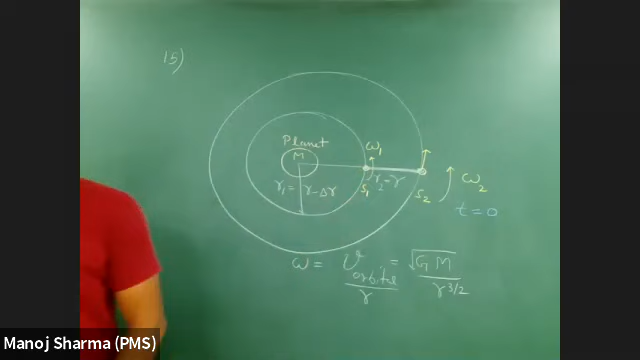 15)
Planet
M
ω₁
r₁ = r-Δr
S₁
r₂=r
S₂
ω₂
t = 0
ω = V orbital / r = √GM / r^3/2
Manoj Sharma (PMS)